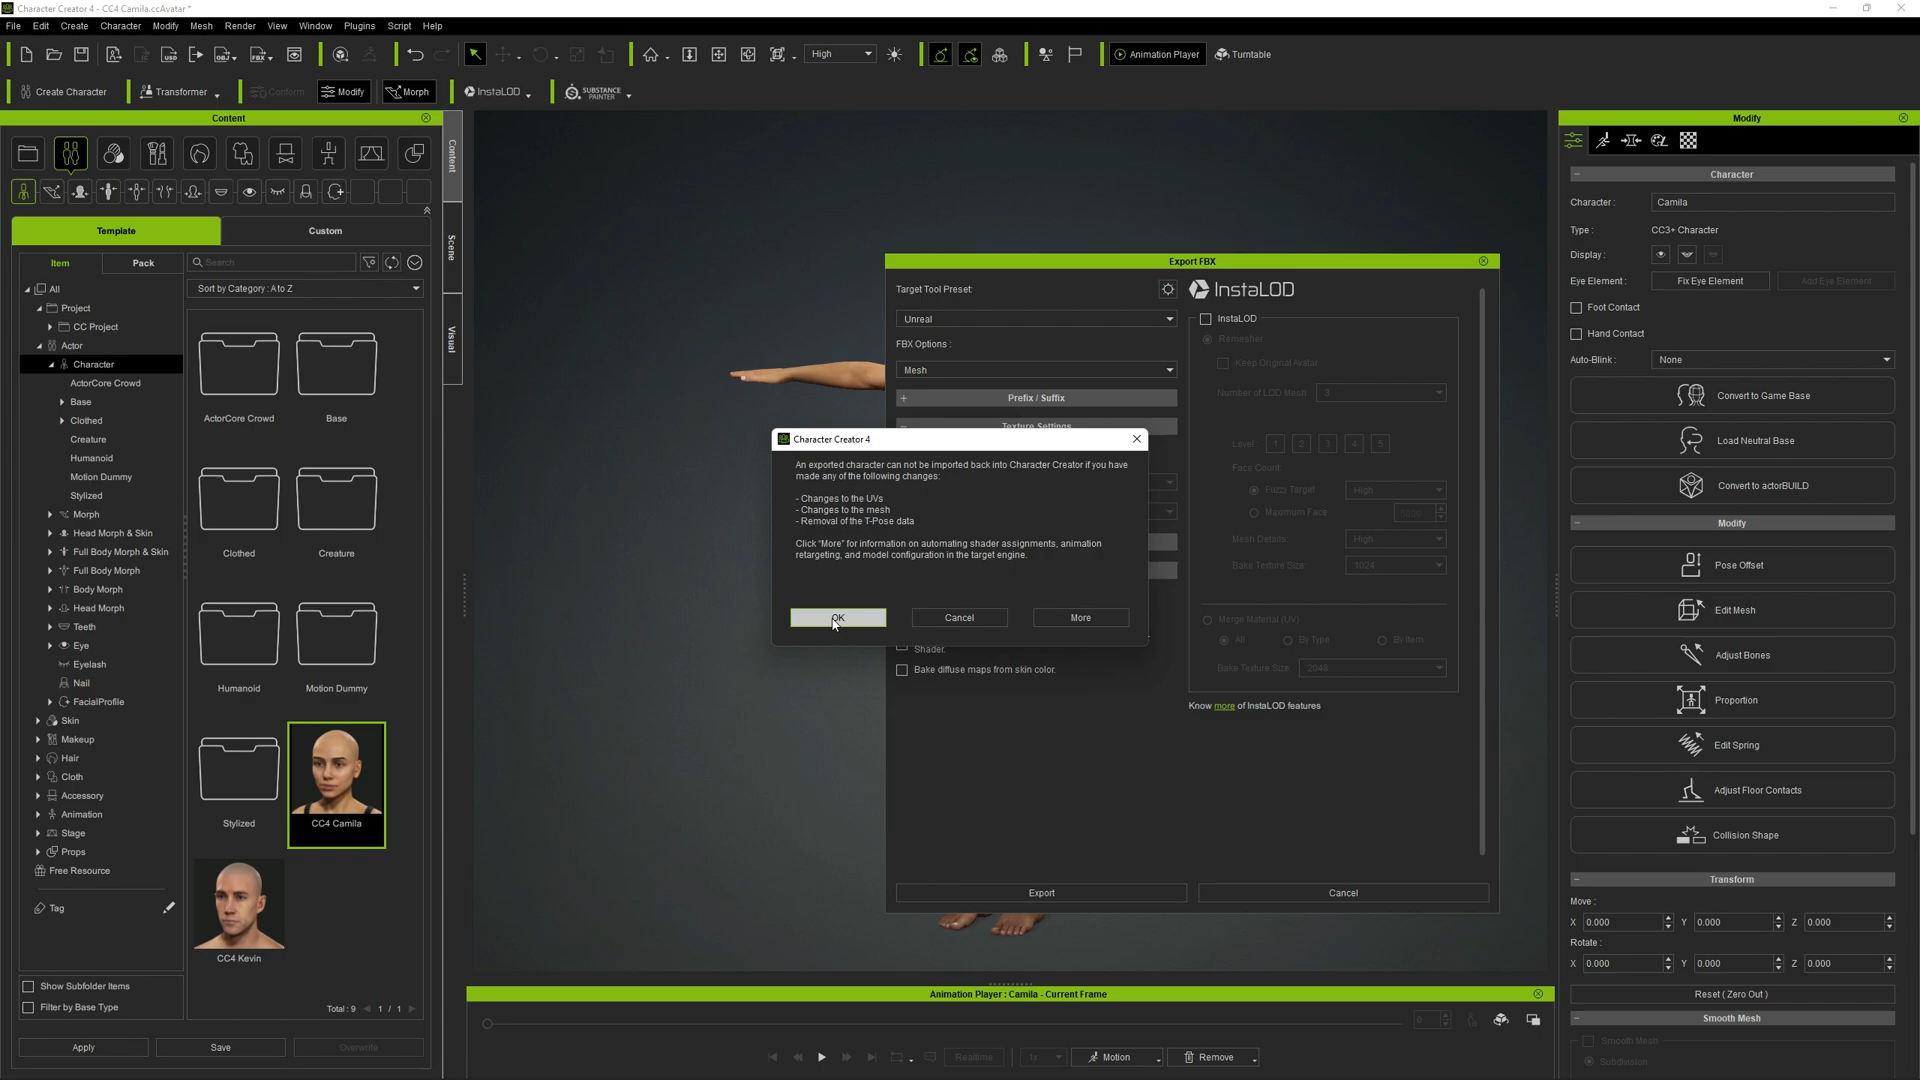 Character Creator 4 - CC4 Camila.ccAvatar *
File Edit Create Character Modify Mesh Render View Window Plugins Script Help
USD OBJ FBX High Animation Player Turntable
Create Character Transformer Conform Modify Morph InstaLOD SUBSTANCE PAINTER
Content
Content
Scene
Visual
Template Custom
Item Pack
Search
Sort by Category : A to Z
All
Project
CC Project
Actor
Character
ActorCore Crowd
Base
Clothed
Creature
Humanoid
Motion Dummy
Stylized
Morph
Head Morph & Skin
Full Body Morph & Skin
Full Body Morph
Body Morph
Head Morph
Teeth
Eye
Eyelash
Nail
FacialProfile
Skin
Makeup
Hair
Cloth
Accessory
Animation
Stage
Props
Free Resource
Tag
ActorCore Crowd Base
Clothed Creature
Humanoid Motion Dummy
Stylized CC4 Camila
CC4 Kevin
Show Subfolder Items
Filter by Base Type
Total : 9 1 / 1
Apply Save Overwrite
Export FBX
Target Tool Preset:
Unreal
FBX Options :
Mesh
Prefix / Suffix
Texture Settings
Shader.
Bake diffuse maps from skin color.
InstaLOD
InstaLOD
Remesher
Keep Original Avatar
Number of LOD Mesh: 3
Level : 1 2 3 4 5
Face Count:
Fuzzy Target High
Maximum Face
Mesh Details: High
Bake Texture Size: 1024
Merge Material (UV)
All By Type By Item
Bake Texture Size: 2048
Know more of InstaLOD features
Export Cancel
Character Creator 4
An exported character can not be imported back into Character Creator if you have
made any of the following changes:
- Changes to the UVs
- Changes to the mesh
- Removal of the T-Pose data
Click "More" for information on automating shader assignments, animation
retargeting, and model configuration in the target engine.
OK Cancel More
Animation Player : Camila - Current Frame
0
Realtime 1x Motion Remove
Modify
Character
Character : Camila
Type : CC3+ Character
Display :
Eye Element : Fix Eye Element Add Eye Element
Foot Contact
Hand Contact
Auto-Blink : None
Convert to Game Base
Load Neutral Base
Convert to actorBUILD
Modify
Pose Offset
Edit Mesh
Adjust Bones
Proportion
Edit Spring
Adjust Floor Contacts
Collision Shape
Transform
Move :
X 0.000 Y 0.000 Z 0.000
Rotate :
X 0.000 Y 0.000 Z 0.000
Reset ( Zero Out )
Smooth Mesh
Smooth Mesh
Subdivision